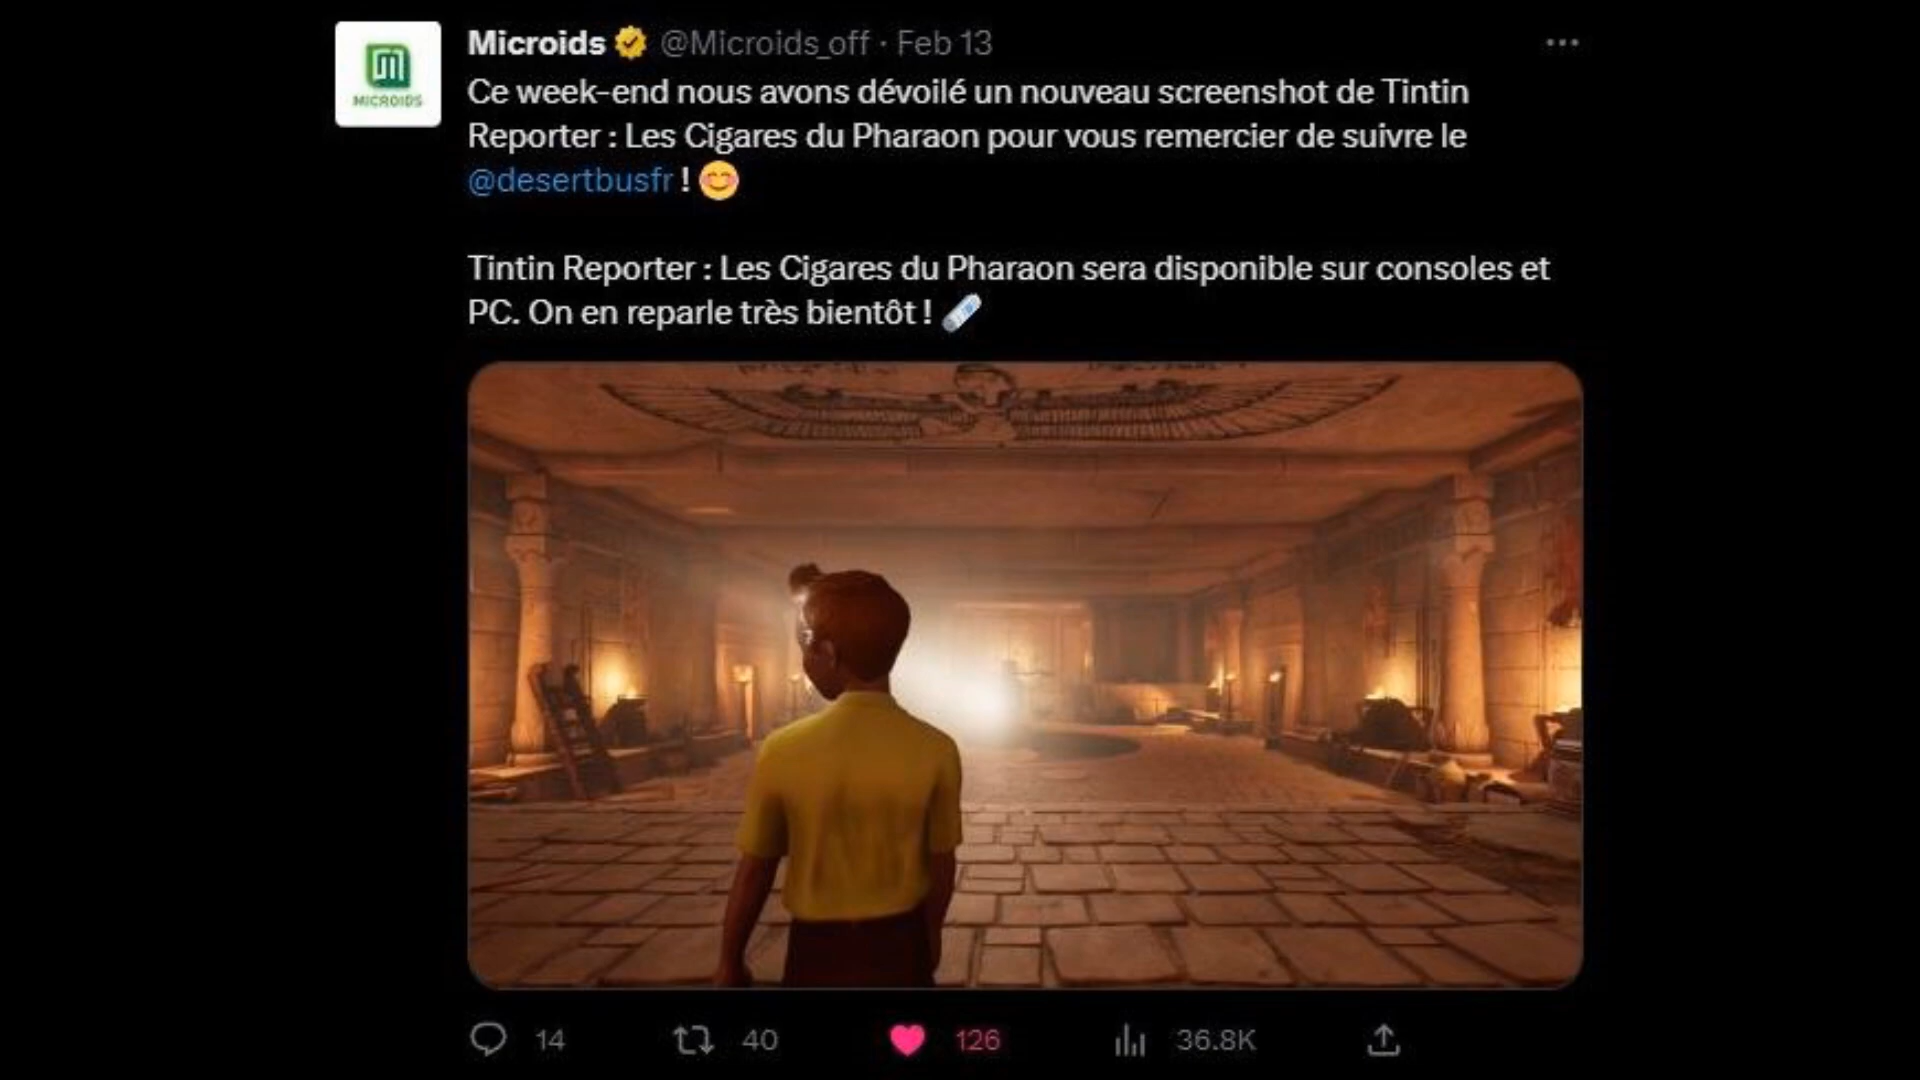 Microids @Microids_off · Feb 13
MICROIDS
Ce week-end nous avons dévoilé un nouveau screenshot de Tintin
Reporter : Les Cigares du Pharaon pour vous remercier de suivre le
@desertbusfr ! 😊
Tintin Reporter : Les Cigares du Pharaon sera disponible sur consoles et
PC. On en reparle très bientôt ! 🩹
14 40 126 36.8K